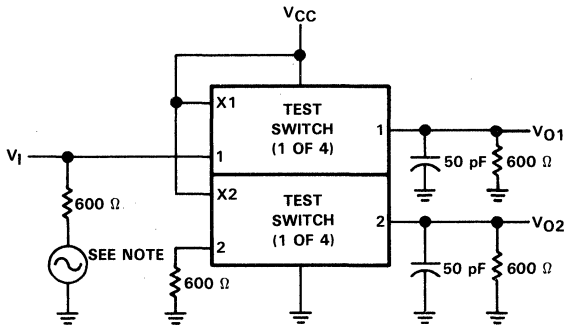 VCC
X1
TEST
SWITCH
(1 OF 4)
1
VO1
VI
1
50 pF
600 Ω
600 Ω
X2
TEST
SWITCH
(1 OF 4)
2
VO2
SEE NOTE
2
600 Ω
50 pF
600 Ω